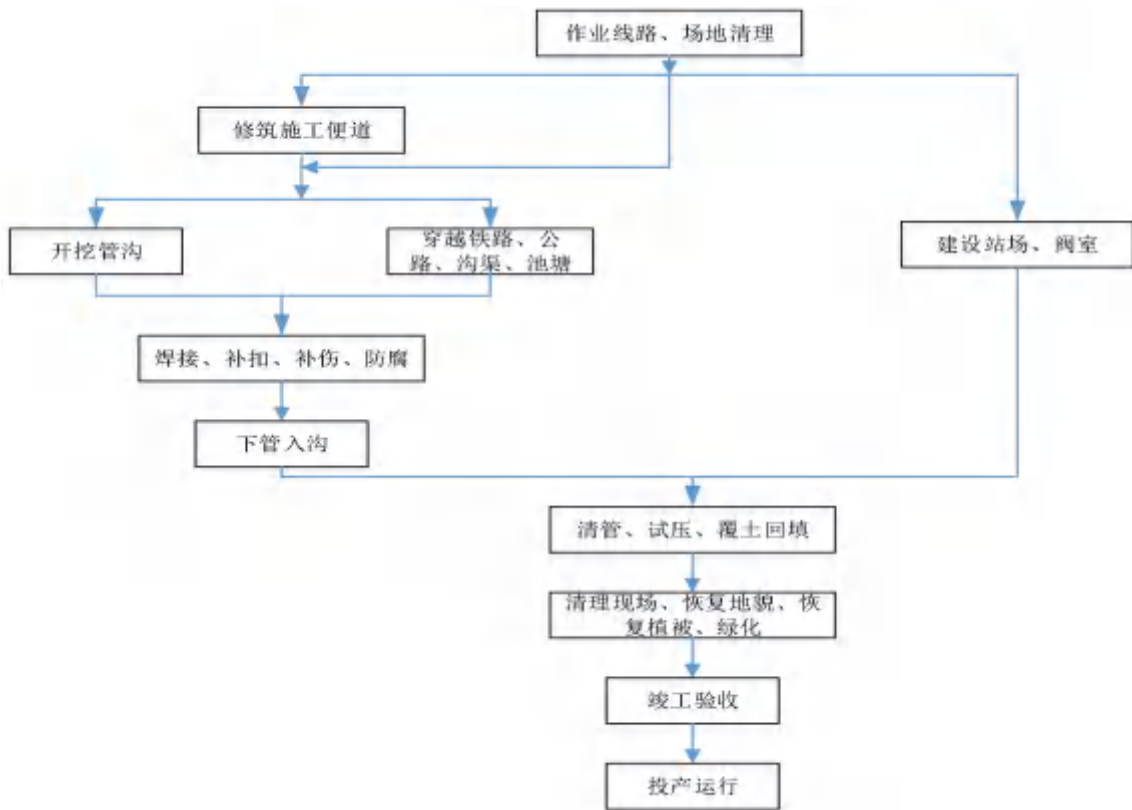 作业线路、场地清理
修筑施工便道
开挖管沟
穿越铁路、公
路、沟渠、池塘
建设站场、阀室
焊接、补扣、补伤、防腐
下管入沟
清管、试压、覆土回填
清理现场、恢复地貌、恢
复植被、绿化
竣工验收
投产运行